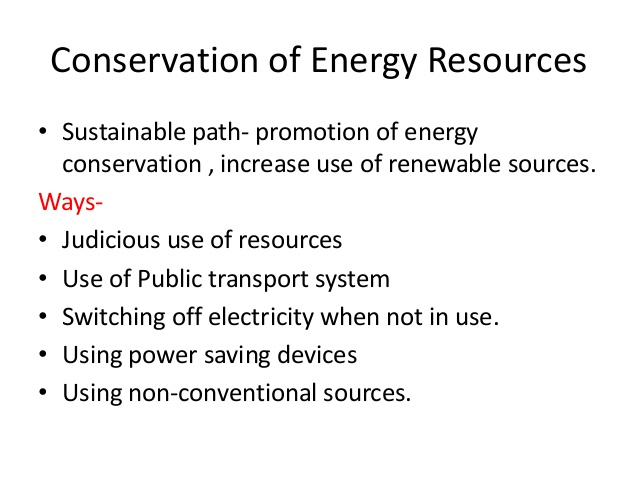 Conservation of Energy Resources
• Sustainable path- promotion of energy
conservation , increase use of renewable sources.
Ways-
• Judicious use of resources
• Use of Public transport system
• Switching off electricity when not in use.
• Using power saving devices
• Using non-conventional sources.